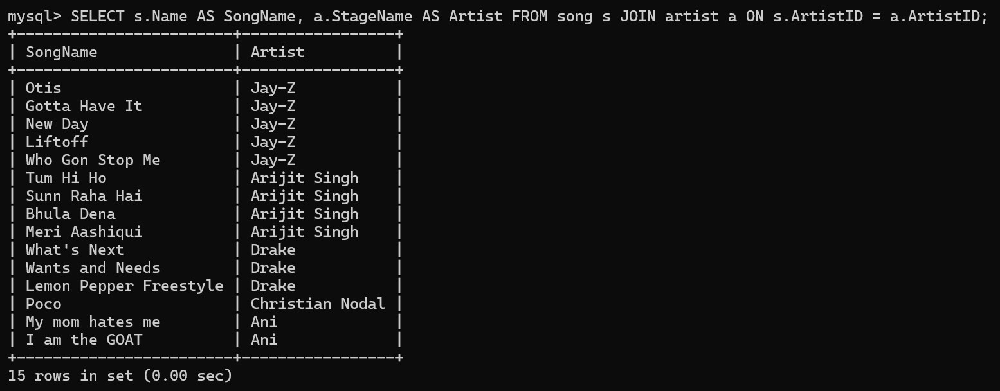 mysql> SELECT s.Name AS SongName, a.StageName AS Artist FROM song s JOIN artist a ON s.ArtistID = a.ArtistID;
+------------------------+-----------------+
| SongName               | Artist          |
+------------------------+-----------------+
| Otis                   | Jay-Z           |
| Gotta Have It          | Jay-Z           |
| New Day                | Jay-Z           |
| Liftoff                | Jay-Z           |
| Who Gon Stop Me        | Jay-Z           |
| Tum Hi Ho              | Arijit Singh    |
| Sunn Raha Hai          | Arijit Singh    |
| Bhula Dena             | Arijit Singh    |
| Meri Aashiqui          | Arijit Singh    |
| What's Next            | Drake           |
| Wants and Needs        | Drake           |
| Lemon Pepper Freestyle | Drake           |
| Poco                   | Christian Nodal |
| My mom hates me        | Ani             |
| I am the GOAT          | Ani             |
+------------------------+-----------------+
15 rows in set (0.00 sec)